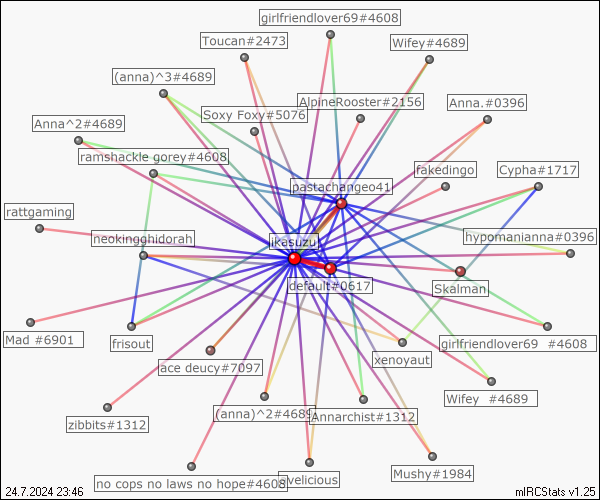 girlfriendlover69#4608
Toucan#2473
Wifey#4689
(anna)^3#4689
AlpineRooster#2156
Anna.#0396
Soxy Foxy#5076
Anna^2#4689
ramshackle gorey#4608
fakedingo
Cypha#1717
pastachangeo41
rattgaming
neokingghidorah
ikasuzu
hypomanianna#0396
default#0617
Skalman
Mad #6901
frisout
girlfriendlover69 #4608
xenoyaut
ace deucy#7097
Wifey #4689
(anna)^2#4689
Annarchist#1312
zibbits#1312
Mushy#1984
no cops no laws no hope#4608
24.7.2024 23:46
mIRCStats v1.25